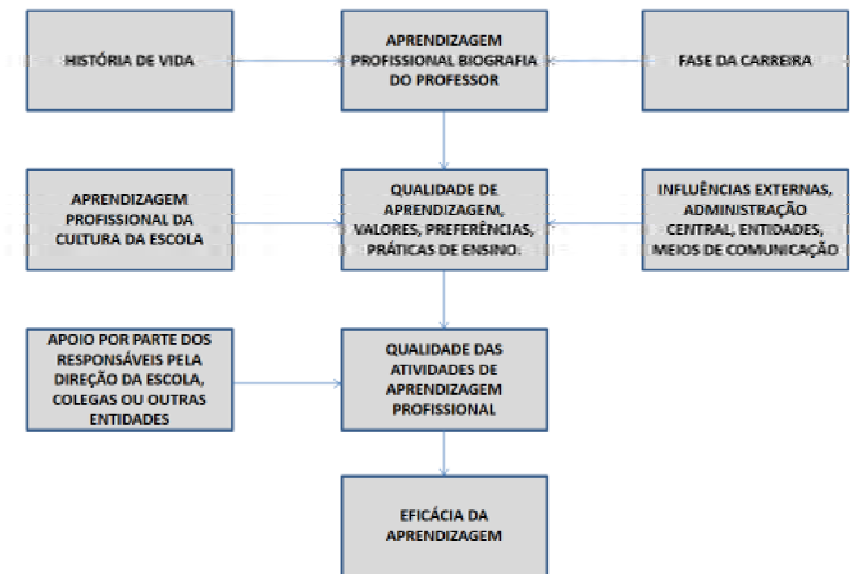 HISTÓRIA DE VIDA
APRENDIZAGEM
PROFISSIONAL BIOGRAFIA
DO PROFESSOR
FASE DA CARREIRA
APRENDIZAGEM
PROFISSIONAL DA
CULTURA DA ESCOLA
QUALIDADE DE
APRENDIZAGEM,
VALORES, PREFERÊNCIAS,
PRÁTICAS DE ENSINO.
INFLUÊNCIAS EXTERNAS,
ADMINISTRAÇÃO
CENTRAL, ENTIDADES,
MEIOS DE COMUNICAÇÃO
APOIO POR PARTE DOS
RESPONSÁVEIS PELA
DIREÇÃO DA ESCOLA,
COLEGAS OU OUTRAS
ENTIDADES
QUALIDADE DAS
ATIVIDADES DE
APRENDIZAGEM
PROFISSIONAL
EFICÁCIA DA
APRENDIZAGEM